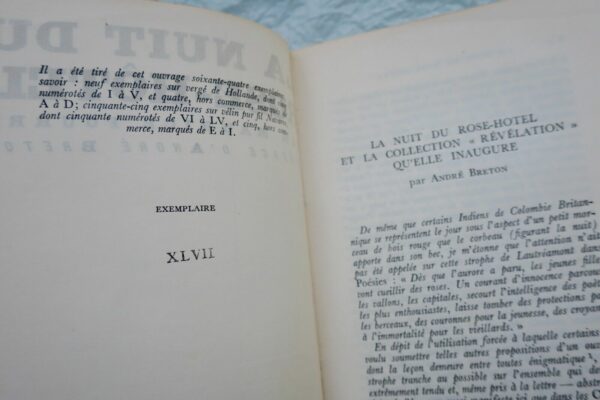 Il a été tiré de cet ouvrage soixante-quatre exemplaires
savoir : neuf exemplaires sur vergé de Hollande, dont cinq
numérotés de I à V, et quatre, hors commerce, marqués de
A à D; cinquante-cinq exemplaires sur vélin pur fil
dont cinquante numérotés de VI à LV, et cinq, hors com-
merce, marqués de E à I.
EXEMPLAIRE
XLVII
LA NUIT DU ROSE-HOTEL
ET LA COLLECTION « RÉVÉLATION »
QU'ELLE INAUGURE
par ANDRÉ BRETON
De même que certains Indiens de Colombie Britan-
nique se représentent le jour sous l'aspect d'un petit mor-
ceau de bois rouge que le corbeau (figurant la nuit)
apporte dans son bec, je m'étonne que l'attention n'ait
pas été appelée sur cette strophe de Lautréamont dans
Poésies : « Dès que l'aurore a paru, les jeunes filles
vont cueillir des roses. Un courant d'innocence parcourt
les vallons, les capitales, secourt l'intelligence des poètes
les plus enthousiastes, laisse tomber des protections pour
les berceaux, des couronnes pour la jeunesse, des croyances
à l'immortalité pour les vieillards. »
En dépit de l'utilisation forcée à laquelle certains
voulu soumettre telles autres propositions d'un
dont la leçon demeure entre toutes énigmatique
strophe tranche au possible sur l'ensemble qui
extrêmement tendu et, même pris à la lettre — 
manifeste ici que dans les